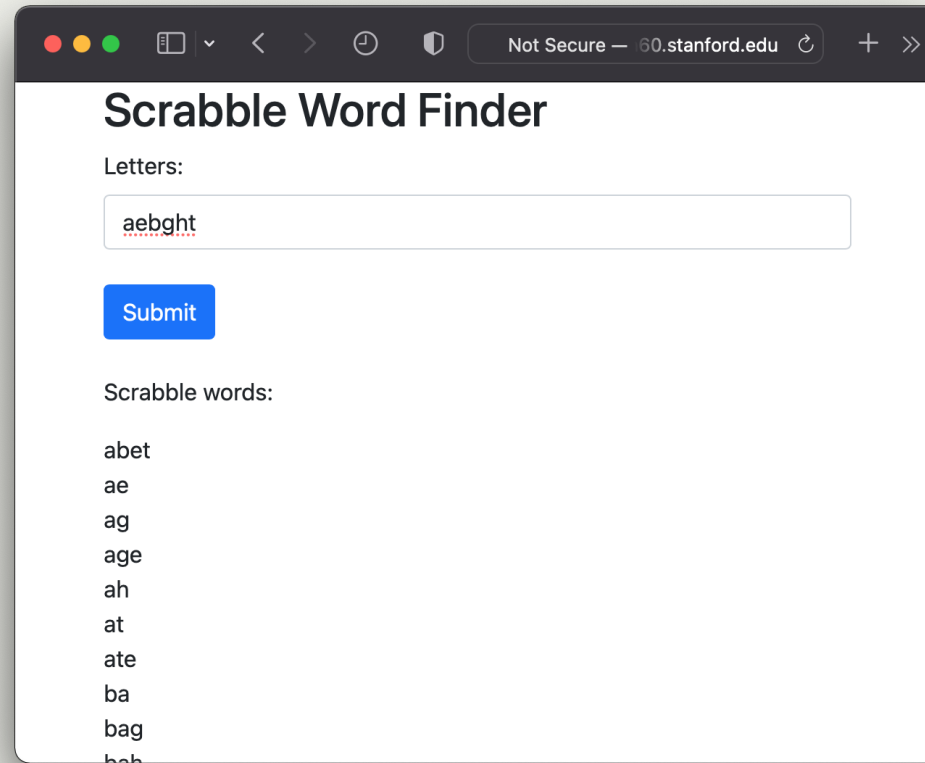 Not Secure — 60.stanford.edu
Scrabble Word Finder
Letters:
aebght
Submit
Scrabble words:
abet
ae
ag
age
ah
at
ate
ba
bag